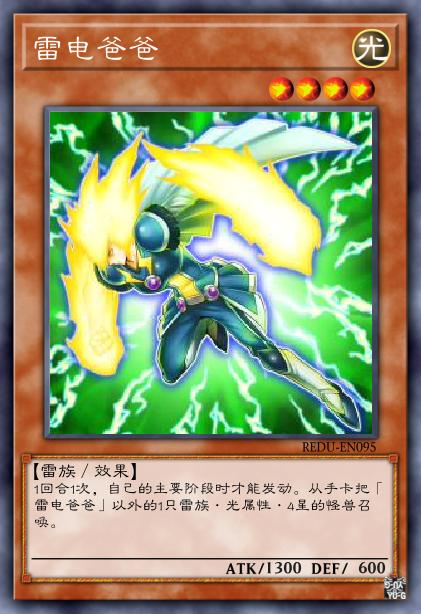 雷电爸爸
光
REDU-EN095
【雷族／效果】
1回合1次，自己的主要阶段时才能发动。从手卡把「
雷电爸爸」以外的1只雷族·光属性·4星的怪兽召
唤。
ATK/1300 DEF/ 600